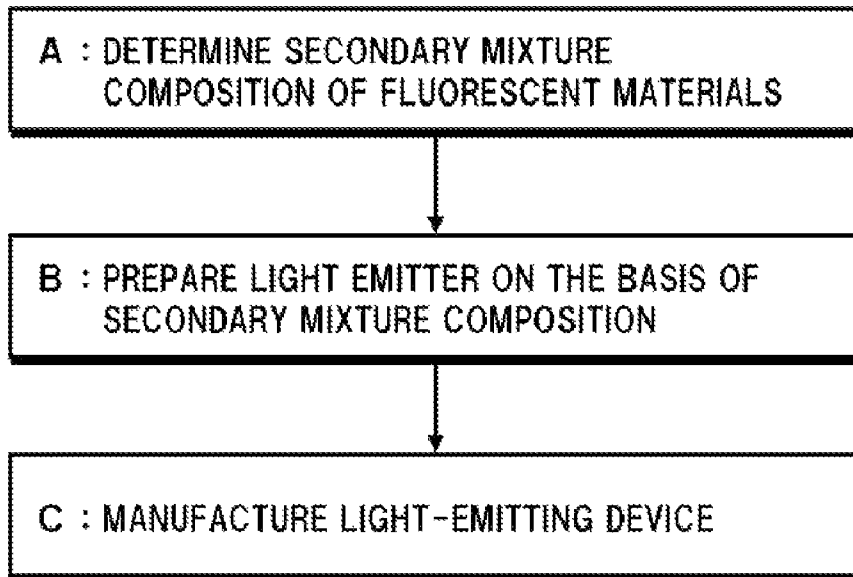 A : DETERMINE SECONDARY MIXTURE
COMPOSITION OF FLUORESCENT MATERIALS
B : PREPARE LIGHT EMITTER ON THE BASIS OF
SECONDARY MIXTURE COMPOSITION
C : MANUFACTURE LIGHT-EMITTING DEVICE